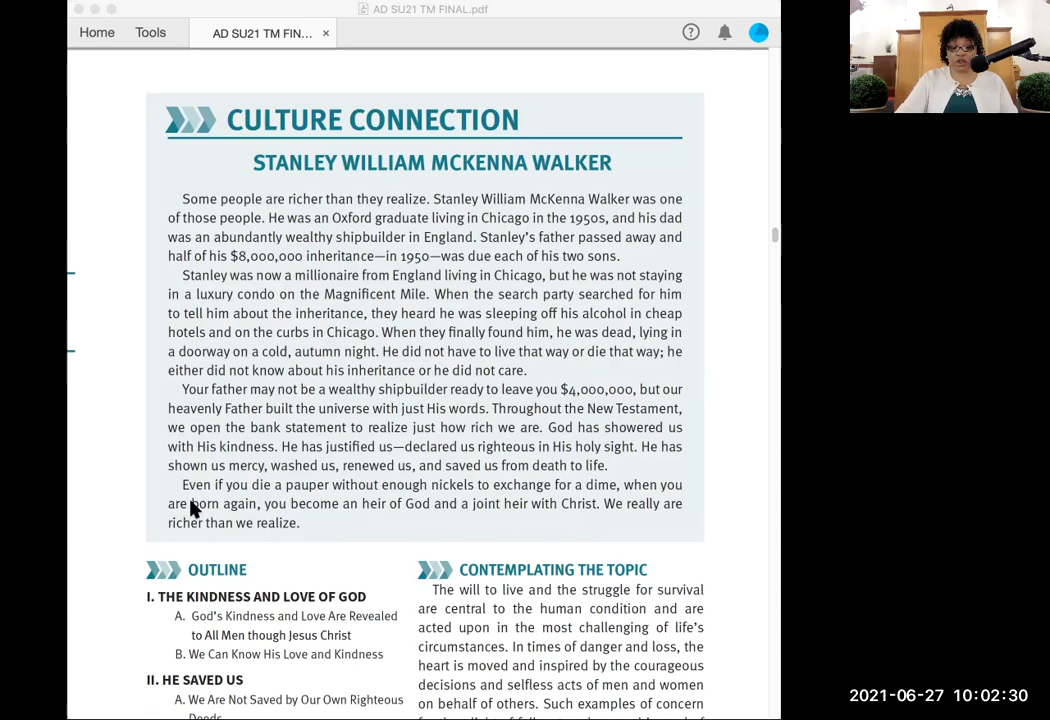 AD SU21 TM FINAL.pdf
Home Tools AD SU21 TM FIN... ×
CULTURE CONNECTION
STANLEY WILLIAM MCKENNA WALKER
Some people are richer than they realize. Stanley William McKenna Walker was one
of those people. He was an Oxford graduate living in Chicago in the 1950s, and his dad
was an abundantly wealthy shipbuilder in England. Stanley's father passed away and
half of his $8,000,000 inheritance—in 1950—was due each of his two sons.
Stanley was now a millionaire from England living in Chicago, but he was not staying
in a luxury condo on the Magnificent Mile. When the search party searched for him
to tell him about the inheritance, they heard he was sleeping off his alcohol in cheap
hotels and on the curbs in Chicago. When they finally found him, he was dead, lying in
a doorway on a cold, autumn night. He did not have to live that way or die that way; he
either did not know about his inheritance or he did not care.
Your father may not be a wealthy shipbuilder ready to leave you $4,000,000, but our
heavenly Father built the universe with just His words. Throughout the New Testament,
we open the bank statement to realize just how rich we are. God has showered us
with His kindness. He has justified us—declared us righteous in His holy sight. He has
shown us mercy, washed us, renewed us, and saved us from death to life.
Even if you die a pauper without enough nickels to exchange for a dime, when you
are born again, you become an heir of God and a joint heir with Christ. We really are
richer than we realize.
OUTLINE
I. THE KINDNESS AND LOVE OF GOD
A. God's Kindness and Love Are Revealed
to All Men though Jesus Christ
B. We Can Know His Love and Kindness
II. HE SAVED US
A. We Are Not Saved by Our Own Righteous
Deeds
CONTEMPLATING THE TOPIC
The will to live and the struggle for survival
are central to the human condition and are
acted upon in the most challenging of life's
circumstances. In times of danger and loss, the
heart is moved and inspired by the courageous
decisions and selfless acts of men and women
on behalf of others. Such examples of concern
2021-06-27 10:02:30